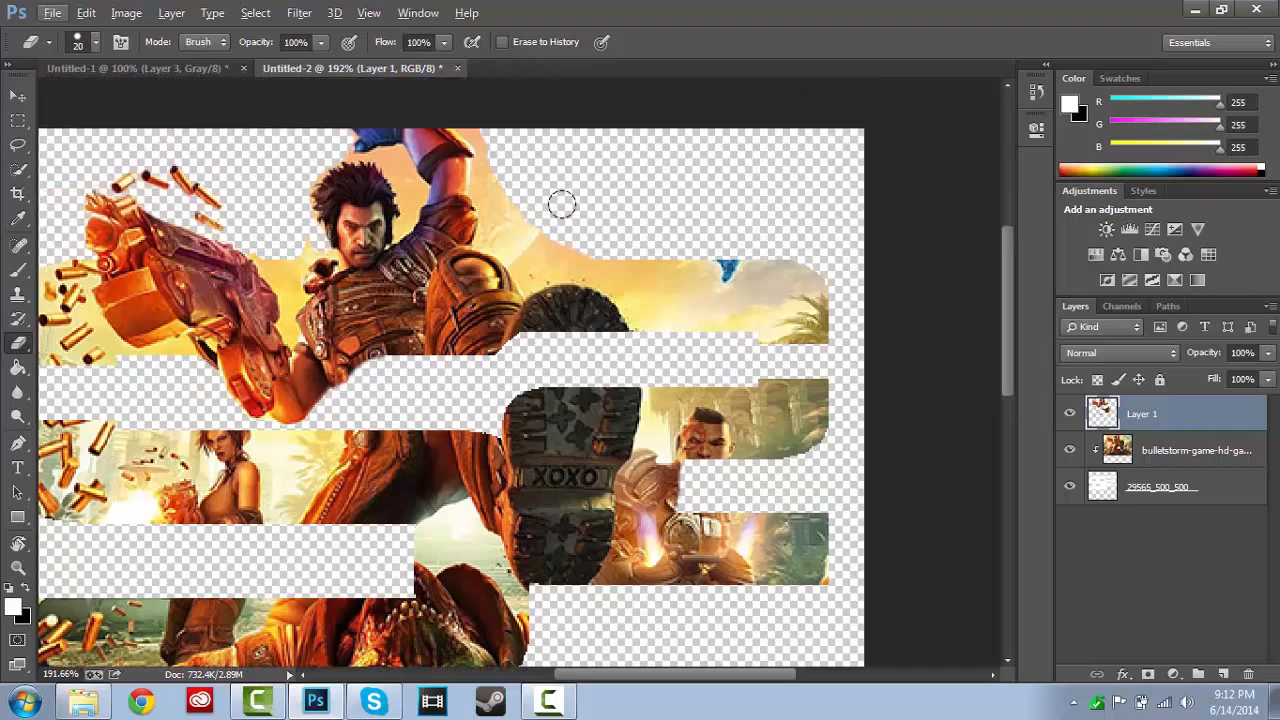 Ps File Edit Image Layer Type Select Filter 3D View Window Help
20 Mode: Brush Opacity: 100% Flow: 100% Erase to History Essentials
Untitled-1 @ 100% (Layer 3, Gray/8) * × Untitled-2 @ 192% (Layer 1, RGB/8) * ×
Color Swatches
R 255
G 255
B 255
Adjustments Styles
Add an adjustment
Layers Channels Paths
Kind
Normal Opacity: 100%
Lock: Fill: 100%
Layer 1
bulletstorm-game-hd-ga...
29565_500_500
XOXO
191.66% Doc: 732.4K/2.89M
9:12 PM
6/14/2014